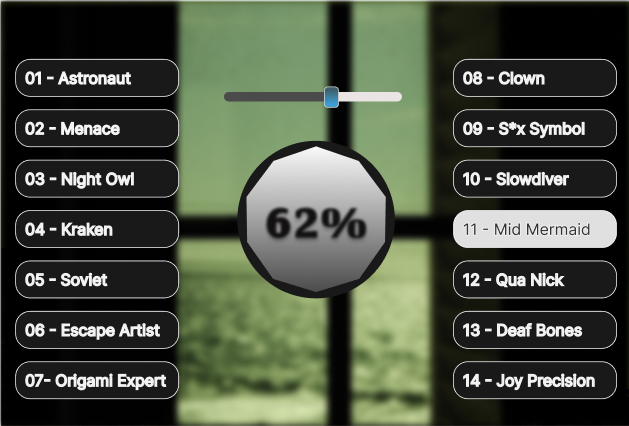 01 - Astronaut
02 - Menace
03 - Night Owl
04 - Kraken
05 - Soviet
06 - Escape Artist
07- Origami Expert
62%
08 - Clown
09 - S*x Symbol
10 - Slowdiver
11 - Mid Mermaid
12 - Qua Nick
13 - Deaf Bones
14 - Joy Precision